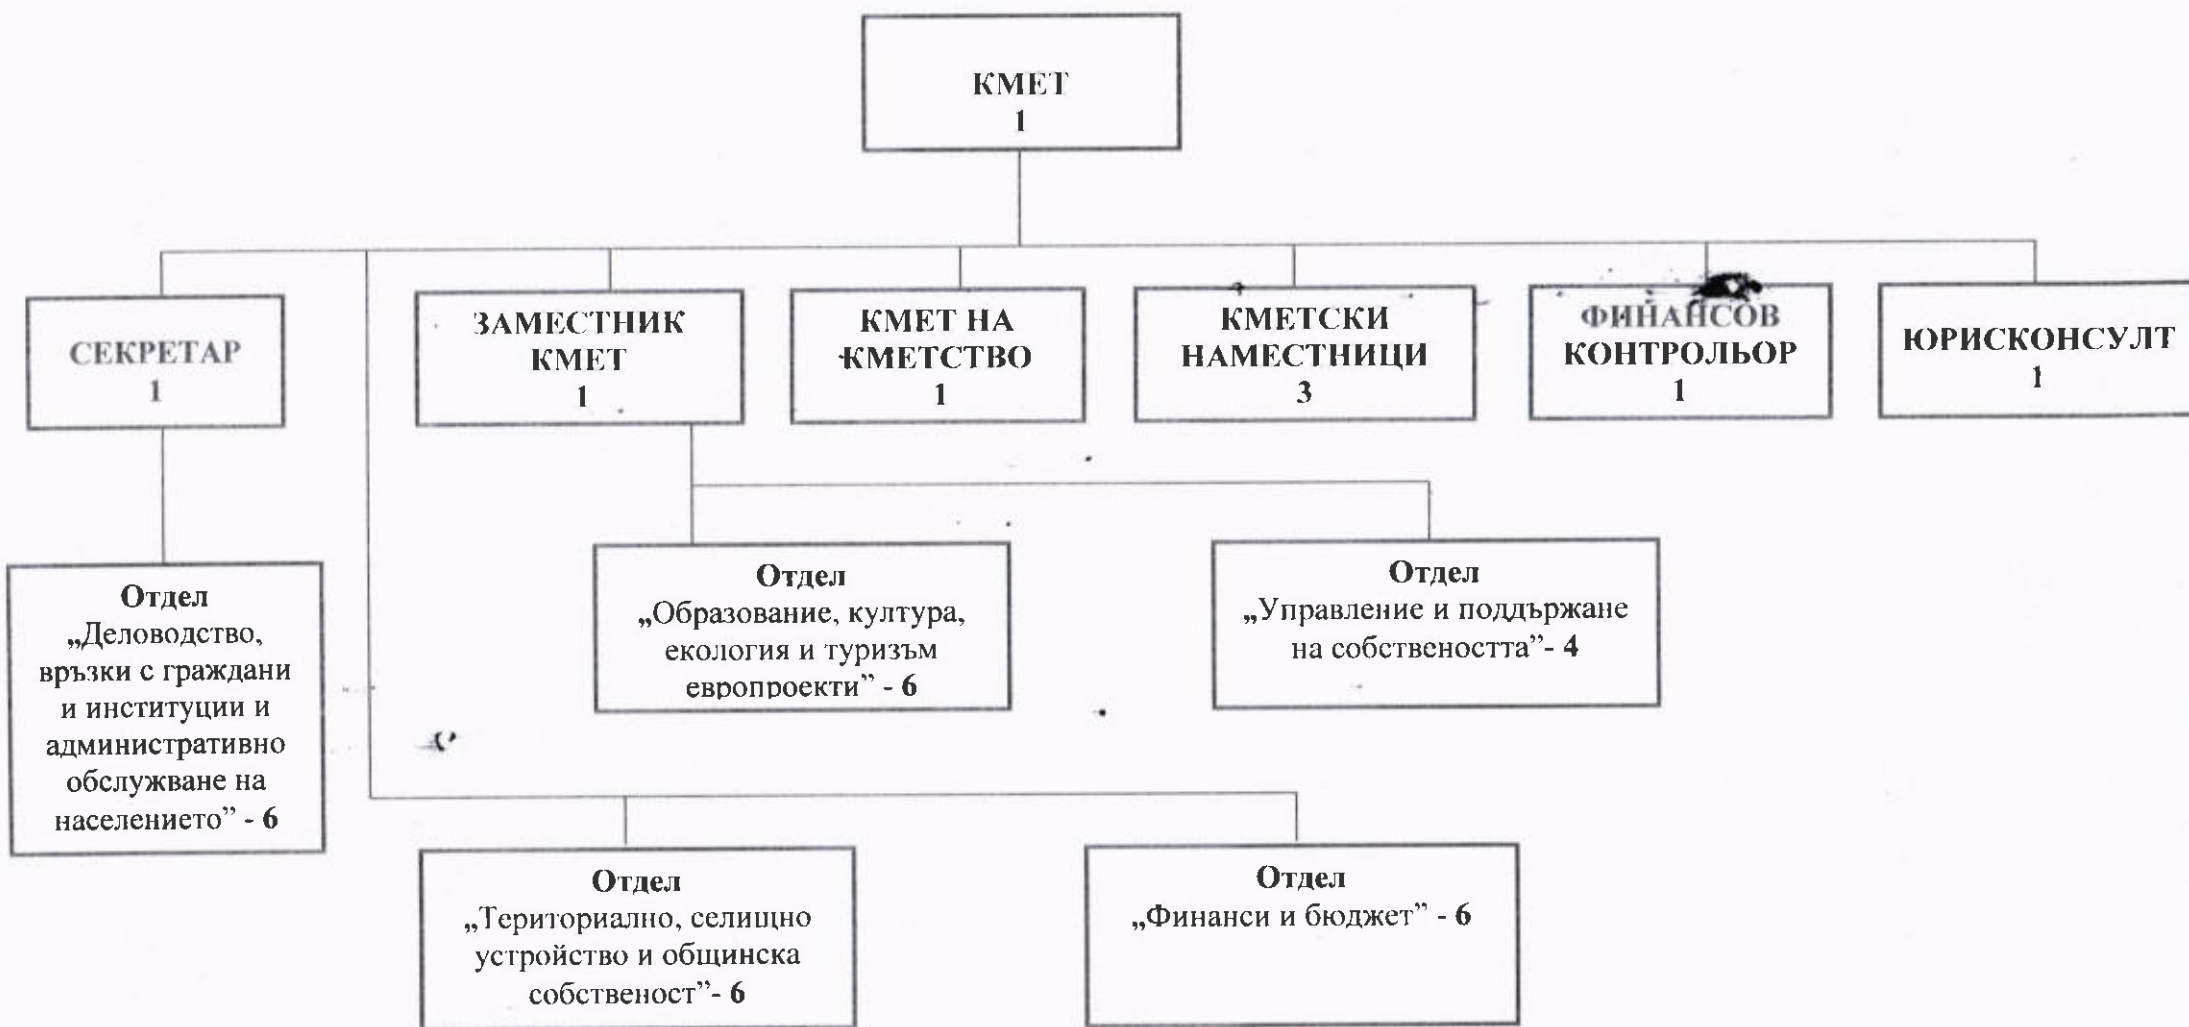 КМЕТ
1
СЕКРЕТАР
1
ЗАМЕСТНИК
КМЕТ
1
КМЕТ НА
КМЕТСТВО
1
КМЕТСКИ
НАМЕСТНИЦИ
3
ФИНАНСОВ
КОНТРОЛЬОР
1
ЮРИСКОНСУЛТ
1
Отдел
„Деловодство,
връзки с граждани
и институции и
административно
обслужване на
населението” - 6
Отдел
„Образование, култура,
екология и туризъм
европроекти” - 6
Отдел
„Управление и поддържане
на собствеността”- 4
Отдел
„Териториално, селищно
устройство и общинска
собственост”- 6
Отдел
„Финанси и бюджет” - 6